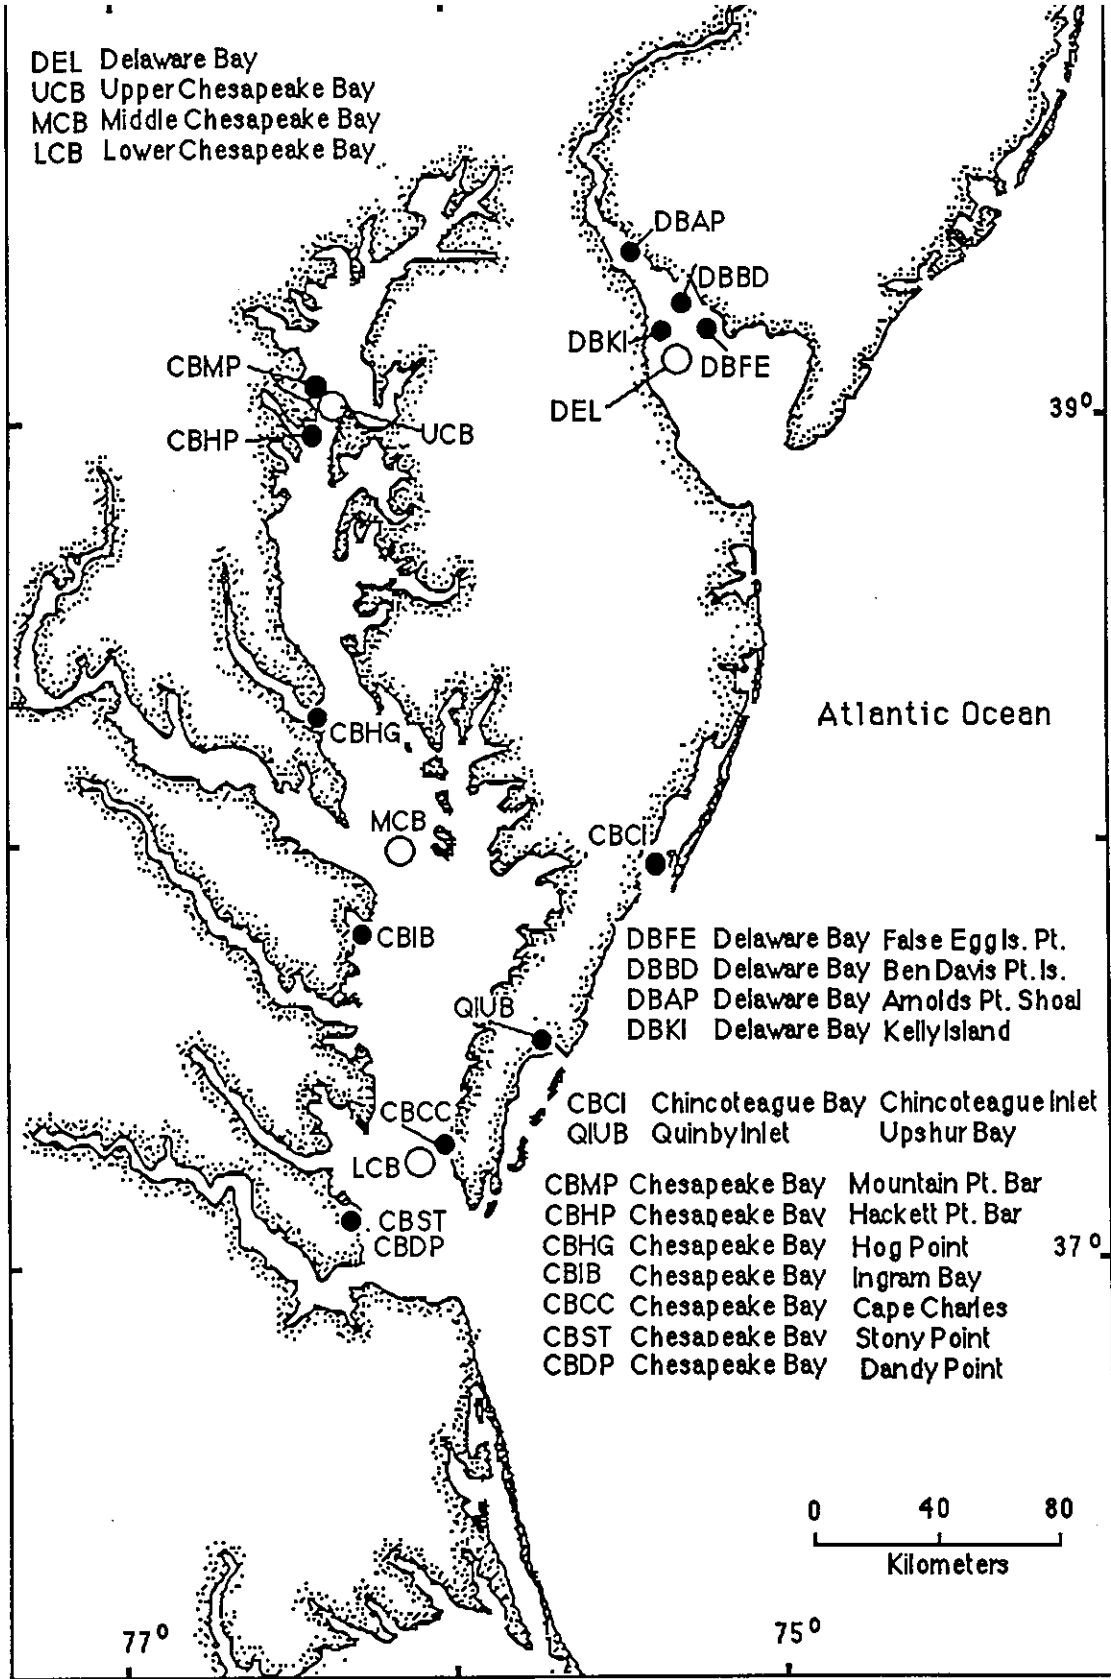 DEL Delaware Bay
UCB Upper Chesapeake Bay
MCB Middle Chesapeake Bay
LCB Lower Chesapeake Bay
DBAP
DBBD
DBKI
DBFE
CBMP
DEL
39°
UCB
CBHP
Atlantic Ocean
CBHG
MCB
CBCI
CBIB
DBFE Delaware Bay False Egg Is. Pt.
DBBD Delaware Bay Ben Davis Pt. Is.
QIUB
DBAP Delaware Bay Arnolds Pt. Shoal
DBKI Delaware Bay Kelly Island
CBCC
CBCI Chincoteague Bay Chincoteague Inlet
QIUB Quinby Inlet Upshur Bay
LCB
CBMP Chesapeake Bay Mountain Pt. Bar
CBST
CBHP Chesapeake Bay Hackett Pt. Bar
CBDP
CBHG Chesapeake Bay Hog Point
37°
CBIB Chesapeake Bay Ingram Bay
CBCC Chesapeake Bay Cape Charles
CBST Chesapeake Bay Stony Point
CBDP Chesapeake Bay Dandy Point
0 40 80
Kilometers
77°
75°